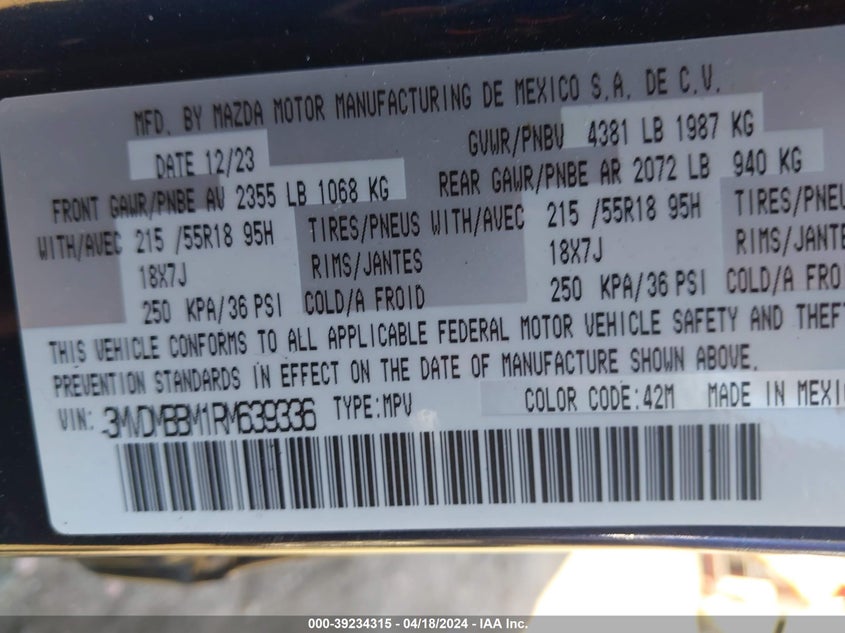 MFD. BY MAZDA MOTOR MANUFACTURING DE MEXICO S.A. DE C.V.
DATE 12/23 GVWR/PNBV 4381 LB 1987 KG
FRONT GAWR/PNBE AV 2355 LB 1068 KG REAR GAWR/PNBE AR 2072 LB 940 KG
WITH/AVEC 215 /55R18 95H TIRES/PNEUS WITH/AVEC 215 /55R18 95H TIRES/PNEU
18X7J RIMS/JANTES 18X7J RIMS/JANTES
250 KPA/36 PSI COLD/A FROID 250 KPA/36 PSI COLD/A FROI
THIS VEHICLE CONFORMS TO ALL APPLICABLE FEDERAL MOTOR VEHICLE SAFETY AND THEFT
PREVENTION STANDARDS IN EFFECT ON THE DATE OF MANUFACTURE SHOWN ABOVE.
VIN: 3MVDMBBM1RM639336 TYPE:MPV COLOR CODE:42M MADE IN MEXI
000-39234315 - 04/18/2024 - IAA Inc.